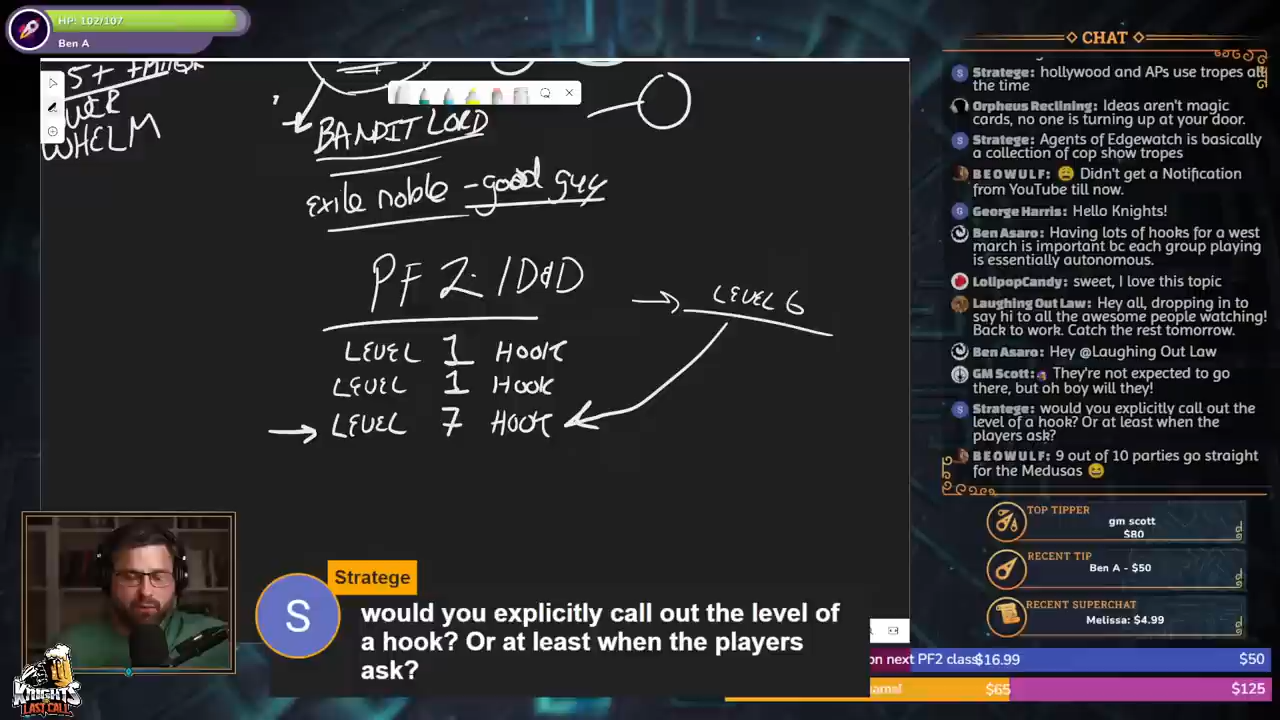 HP: 102/107
Ben A
5+
OVER
WHELM
BANDIT LORD
exile noble - good guy
PF2 / D&D
LEVEL 6
LEVEL 1 HOOK
LEVEL 1 HOOK
LEVEL 7 HOOK
CHAT
Stratege: hollywood and APs use tropes all
the time
Orpheus Reclining: Ideas aren't magic
cards, no one is turning up at your door.
Stratege: Agents of Edgewatch is basically
a collection of cop show tropes
BEOWULF: 😩 Didn't get a Notification
from YouTube till now.
George Harris: Hello Knights!
Ben Asaro: Having lots of hooks for a west
march is important bc each group playing
is essentially autonomous.
LolipopCandy: sweet, I love this topic
Laughing Out Law: Hey all, dropping in to
say hi to all the awesome people watching!
Back to work. Catch the rest tomorrow.
Ben Asaro: Hey @Laughing Out Law
GM Scott: They're not expected to go
there, but oh boy will they!
Stratege: would you explicitly call out the
level of a hook? Or at least when the
players ask?
BEOWULF: 9 out of 10 parties go straight
for the Medusas 😆
TOP TIPPER
gm scott
$80
RECENT TIP
Ben A - $50
RECENT SUPERCHAT
Melissa: $4.99
Stratege
S
would you explicitly call out the level of
a hook? Or at least when the players
ask?
on next PF2 class $16.99 $50
$65 $125
KNIGHTS
LAST CALL